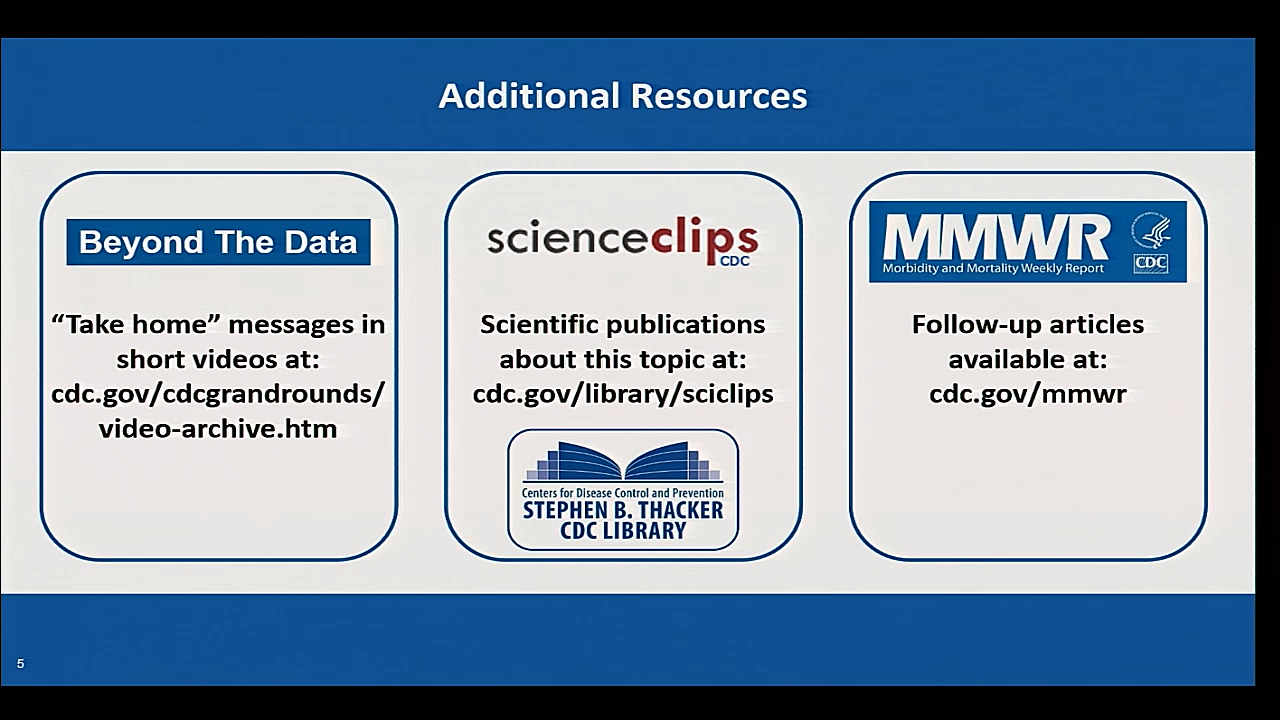 Additional Resources
Beyond The Data
“Take home” messages in
short videos at:
cdc.gov/cdcgrandrounds/
video-archive.htm
scienceclips
CDC
Scientific publications
about this topic at:
cdc.gov/library/sciclips
Centers for Disease Control and Prevention
STEPHEN B. THACKER
CDC LIBRARY
MMWR
Morbidity and Mortality Weekly Report
CDC
Follow-up articles
available at:
cdc.gov/mmwr
5